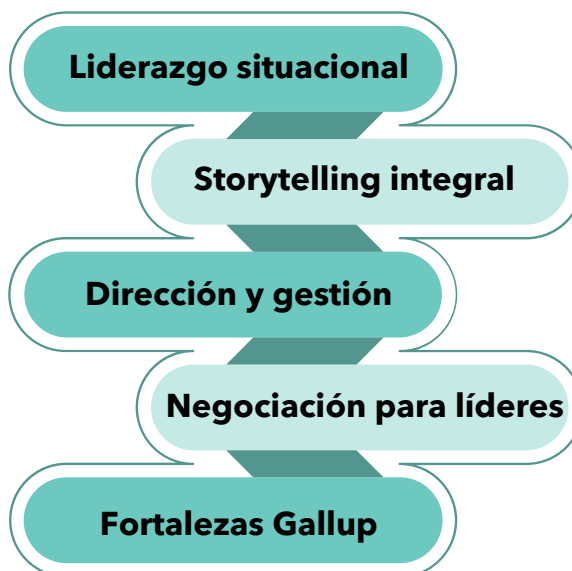 Liderazgo situacional
Storytelling integral
Dirección y gestión
Negociación para líderes
Fortalezas Gallup